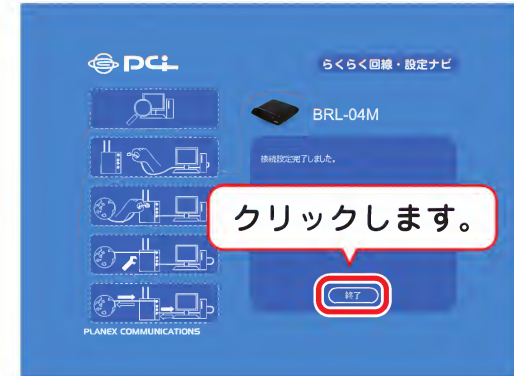 PCi
らくらく回線・設定ナビ
BRL-04M
接続設定完了しました。
クリックします。
終了
PLANEX COMMUNICATIONS